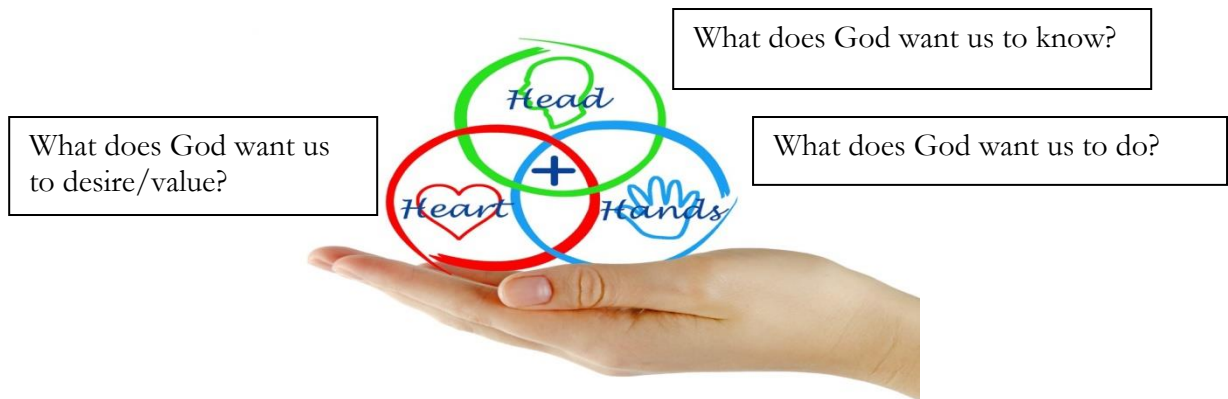 What does God want us to know?
Head
What does God want us
to desire/value?
What does God want us to do?
Heart
Hands